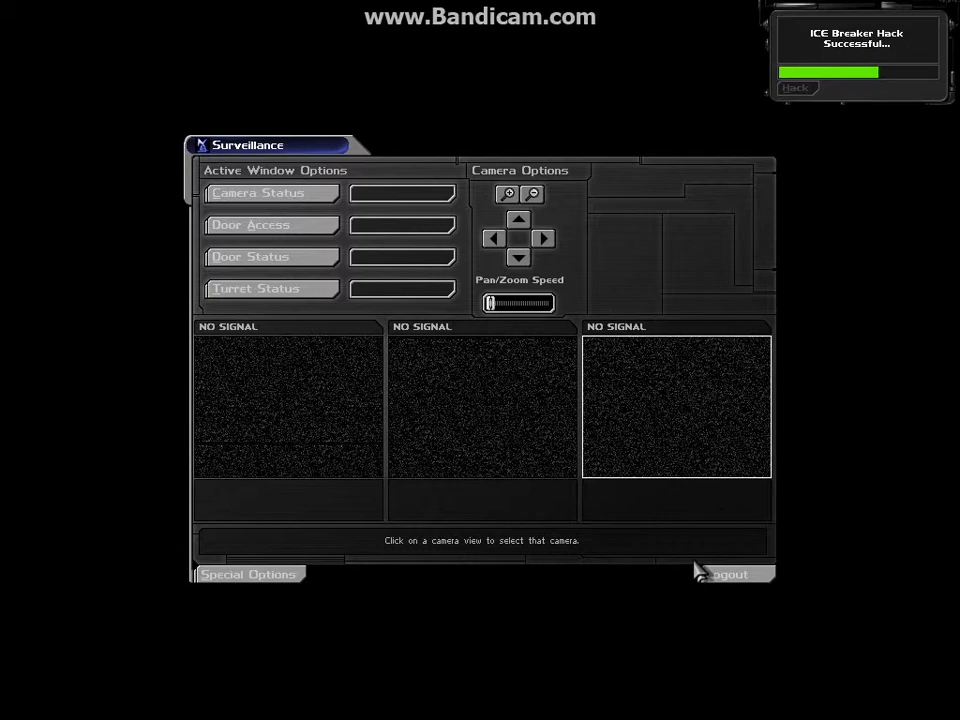 www.Bandicam.com
ICE Breaker Hack
Successful...
Hack
Surveillance
Active Window Options
Camera Options
Camera Status
Door Access
Door Status
Turret Status
Pan/Zoom Speed
NO SIGNAL
NO SIGNAL
NO SIGNAL
Click on a camera view to select that camera.
Special Options
Logout